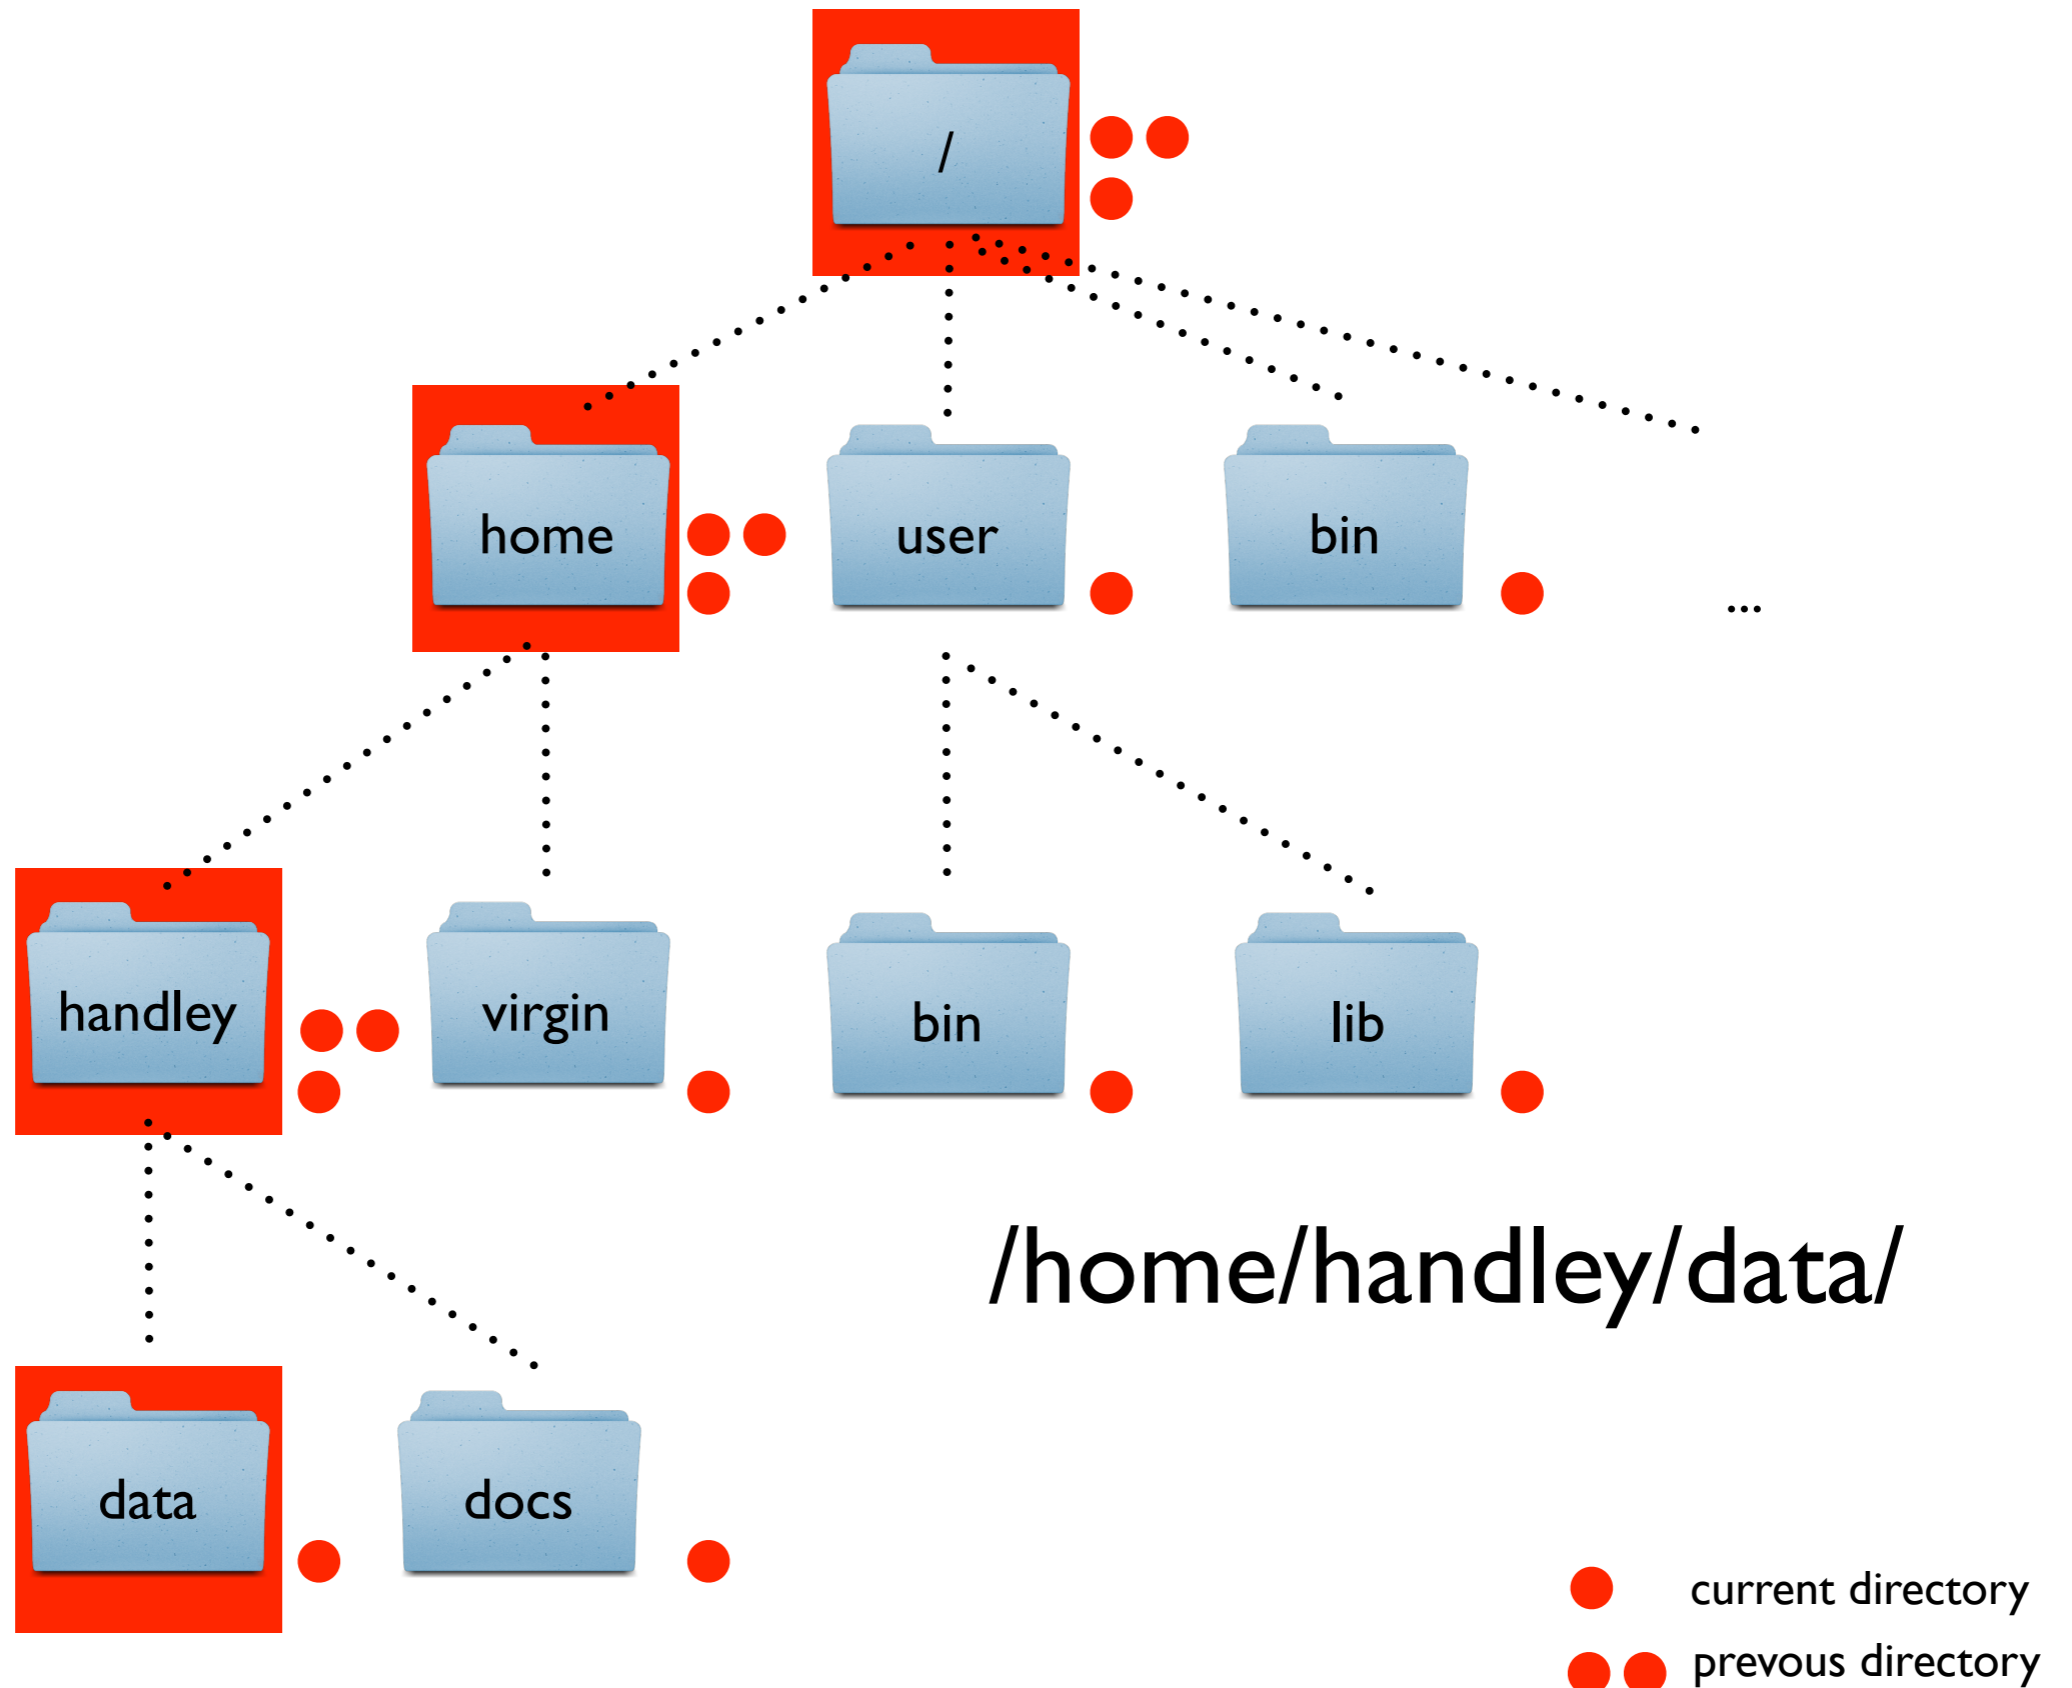 /
home
user
bin
...
handley
virgin
bin
lib
/home/handley/data/
data
docs
current directory
prevous directory